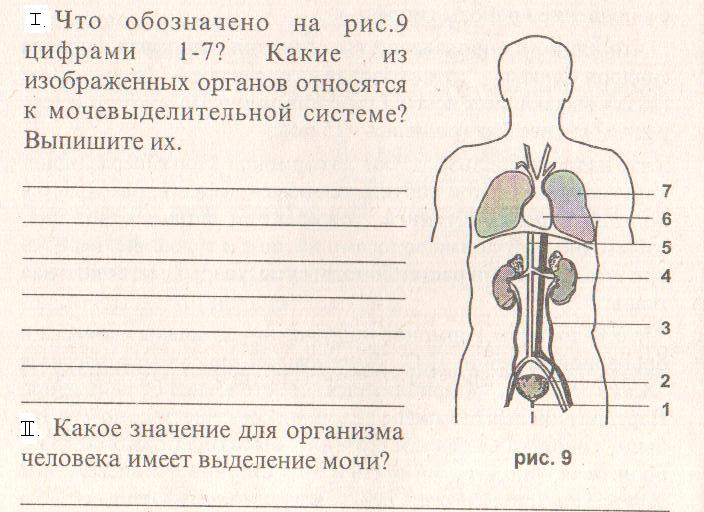 I. Что обозначено на рис.9
цифрами 1-7? Какие из
изображенных органов относятся
к мочевыделительной системе?
Выпишите их.
7
6
5
4
3
2
1
II. Какое значение для организма
человека имеет выделение мочи?
рис. 9